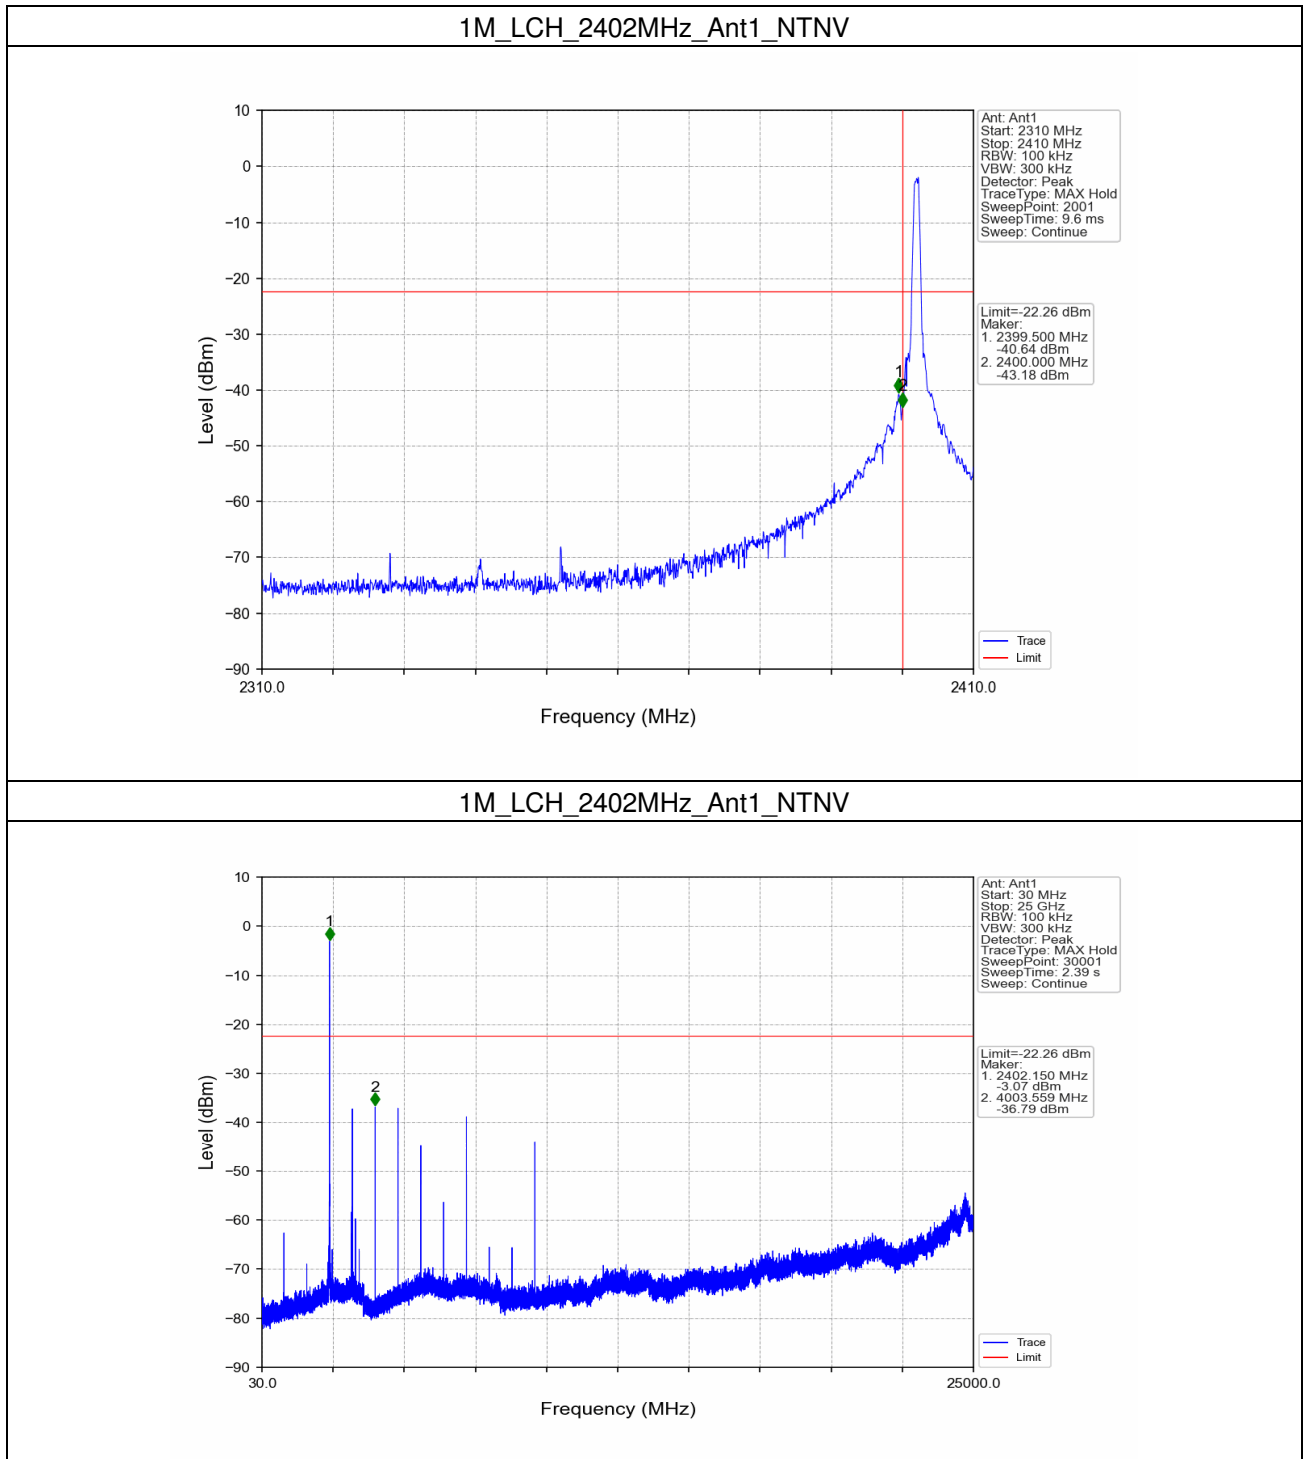 1M_LCH_2402MHz_Ant1_NTNV
10
0
−10
−20
−30
−40
−50
−60
−70
−80
−90
Level (dBm)
2310.0
2410.0
Frequency (MHz)
1
2
Ant: Ant1
Start: 2310 MHz
Stop: 2410 MHz
RBW: 100 kHz
VBW: 300 kHz
Detector: Peak
TraceType: MAX Hold
SweepPoint: 2001
SweepTime: 9.6 ms
Sweep: Continue
Limit=-22.26 dBm
Maker:
1. 2399.500 MHz
-40.64 dBm
2. 2400.000 MHz
-43.18 dBm
Trace
Limit
1M_LCH_2402MHz_Ant1_NTNV
10
0
−10
−20
−30
−40
−50
−60
−70
−80
−90
Level (dBm)
30.0
25000.0
Frequency (MHz)
1
2
Ant: Ant1
Start: 30 MHz
Stop: 25 GHz
RBW: 100 kHz
VBW: 300 kHz
Detector: Peak
TraceType: MAX Hold
SweepPoint: 30001
SweepTime: 2.39 s
Sweep: Continue
Limit=-22.26 dBm
Maker:
1. 2402.150 MHz
-3.07 dBm
2. 4003.559 MHz
-36.79 dBm
Trace
Limit